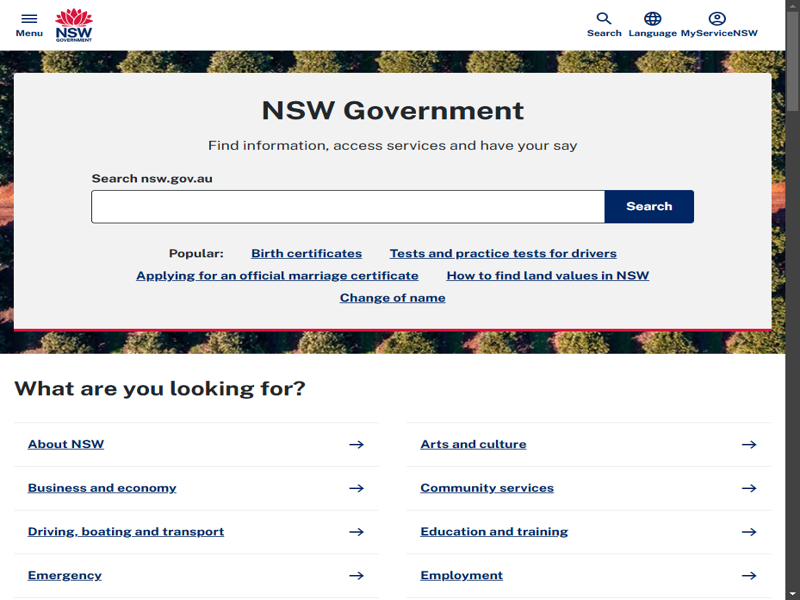 Menu
NSW
GOVERNMENT
Search
Language
MyServiceNSW
NSW Government
Find information, access services and have your say
Search nsw.gov.au
Search
Popular: Birth certificates Tests and practice tests for drivers
Applying for an official marriage certificate How to find land values in NSW
Change of name
What are you looking for?
About NSW
Arts and culture
Business and economy
Community services
Driving, boating and transport
Education and training
Emergency
Employment